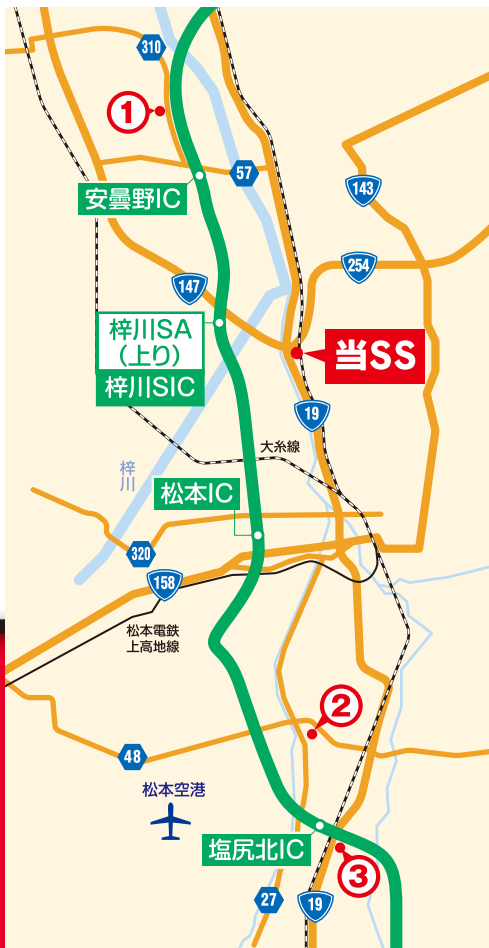 310
①
57
安曇野IC
143
254
147
梓川SA
(上り)
梓川SIC
当SS
19
大糸線
梓川
松本IC
320
158
松本電鉄
上高地線
②
48
松本空港
塩尻北IC
③
27
19